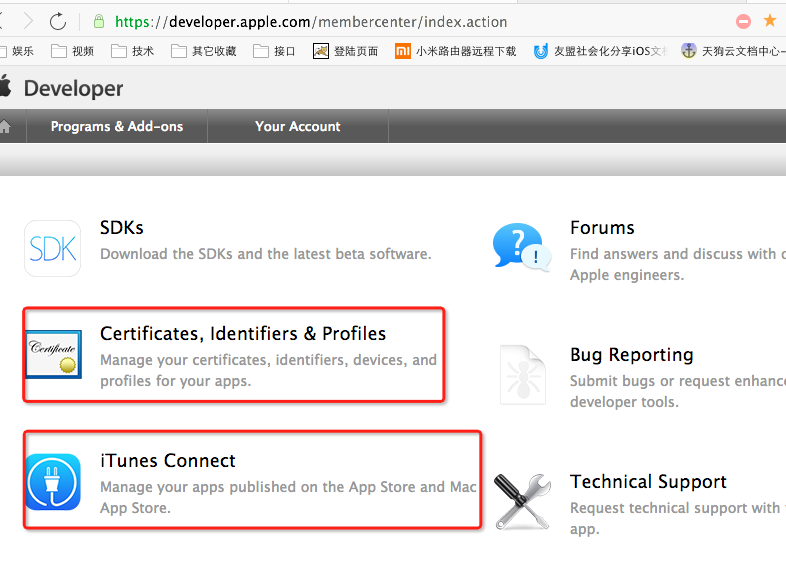 https://developer.apple.com/membercenter/index.action
娱乐 视频 技术 其它收藏 接口 登陆页面 小米路由器远程下载 友盟社会化分享iOS文 天狗云文档中心-
Developer
Programs & Add-ons Your Account
SDK
SDKs
Download the SDKs and the latest beta software.
Forums
Find answers and discuss with
Apple engineers.
Certificate
Certificates, Identifiers & Profiles
Manage your certificates, identifiers, devices, and
profiles for your apps.
Bug Reporting
Submit bugs or request enhance
developer tools.
iTunes Connect
Manage your apps published on the App Store and Mac
App Store.
Technical Support
Request technical support with
app.